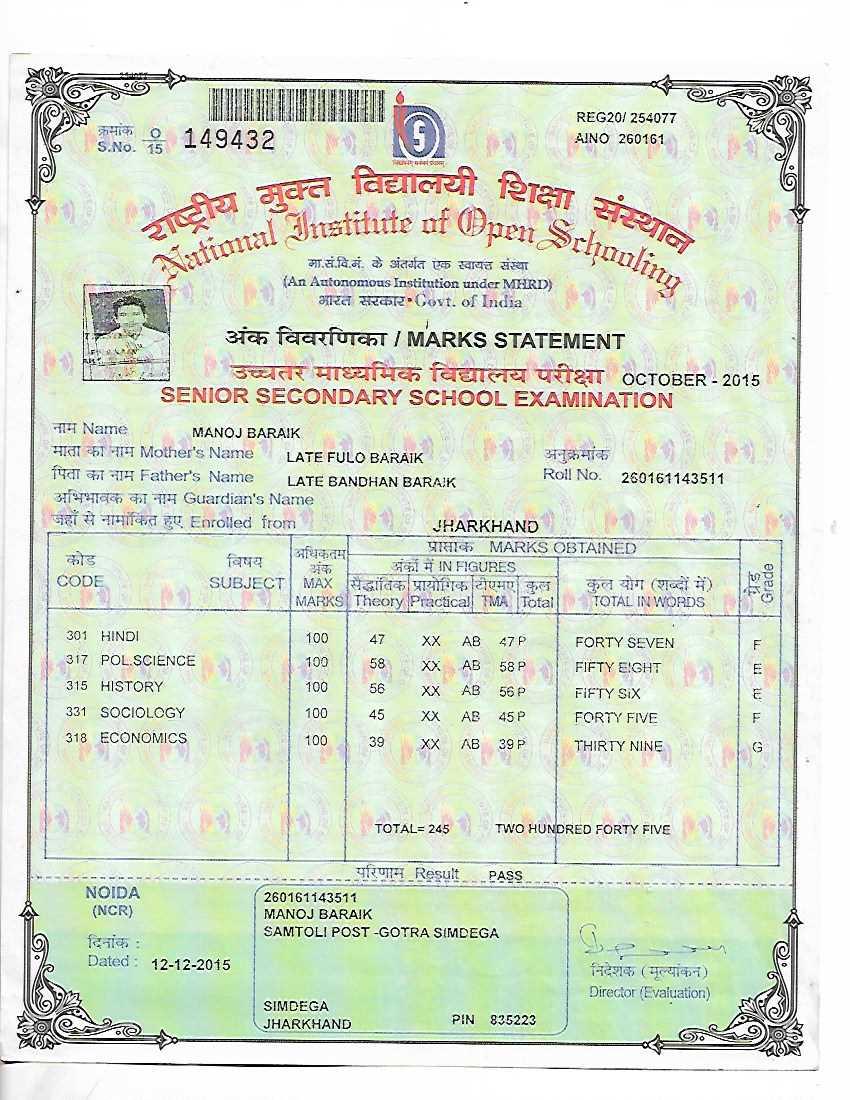 254077
क्रमांक
S.No. O/15 149432
REG20/ 254077
AINO 260161
राष्ट्रीय मुक्त विद्यालयी शिक्षा संस्थान
National Institute of Open Schooling
मा.सं.वि.मं. के अंतर्गत एक स्वायत्त संस्था
(An Autonomous Institution under MHRD)
भारत सरकार • Govt. of India
अंक विवरणिका / MARKS STATEMENT
उच्चतर माध्यमिक विद्यालय परीक्षा OCTOBER - 2015
SENIOR SECONDARY SCHOOL EXAMINATION
नाम Name MANOJ BARAIK
माता का नाम Mother's Name LATE FULO BARAIK
अनुक्रमांक
पिता का नाम Father's Name LATE BANDHAN BARAIK
Roll No. 260161143511
अभिभावक का नाम Guardian's Name
जहाँ से नामांकित हुए Enrolled from JHARKHAND
कोड
CODE
विषय
SUBJECT
अधिकतम
अंक
MAX
MARKS
प्राप्तांक MARKS OBTAINED
अंकों में IN FIGURES
सैद्धांतिक प्रायोगिक टीएमए कुल
Theory Practical TMA Total
कुल योग (शब्दों में)
TOTAL IN WORDS
ग्रेड
Grade
301 HINDI 100 47 XX AB 47 P FORTY SEVEN F
317 POL.SCIENCE 100 58 XX AB 58 P FIFTY EIGHT E
315 HISTORY 100 56 XX AB 56 P FIFTY SIX E
331 SOCIOLOGY 100 45 XX AB 45 P FORTY FIVE F
318 ECONOMICS 100 39 XX AB 39 P THIRTY NINE G
TOTAL= 245 TWO HUNDRED FORTY FIVE
परिणाम Result PASS
NOIDA
(NCR)
दिनांक :
Dated : 12-12-2015
260161143511
MANOJ BARAIK
SAMTOLI POST -GOTRA SIMDEGA
SIMDEGA
JHARKHAND PIN 835223
निदेशक (मूल्यांकन)
Director (Evaluation)